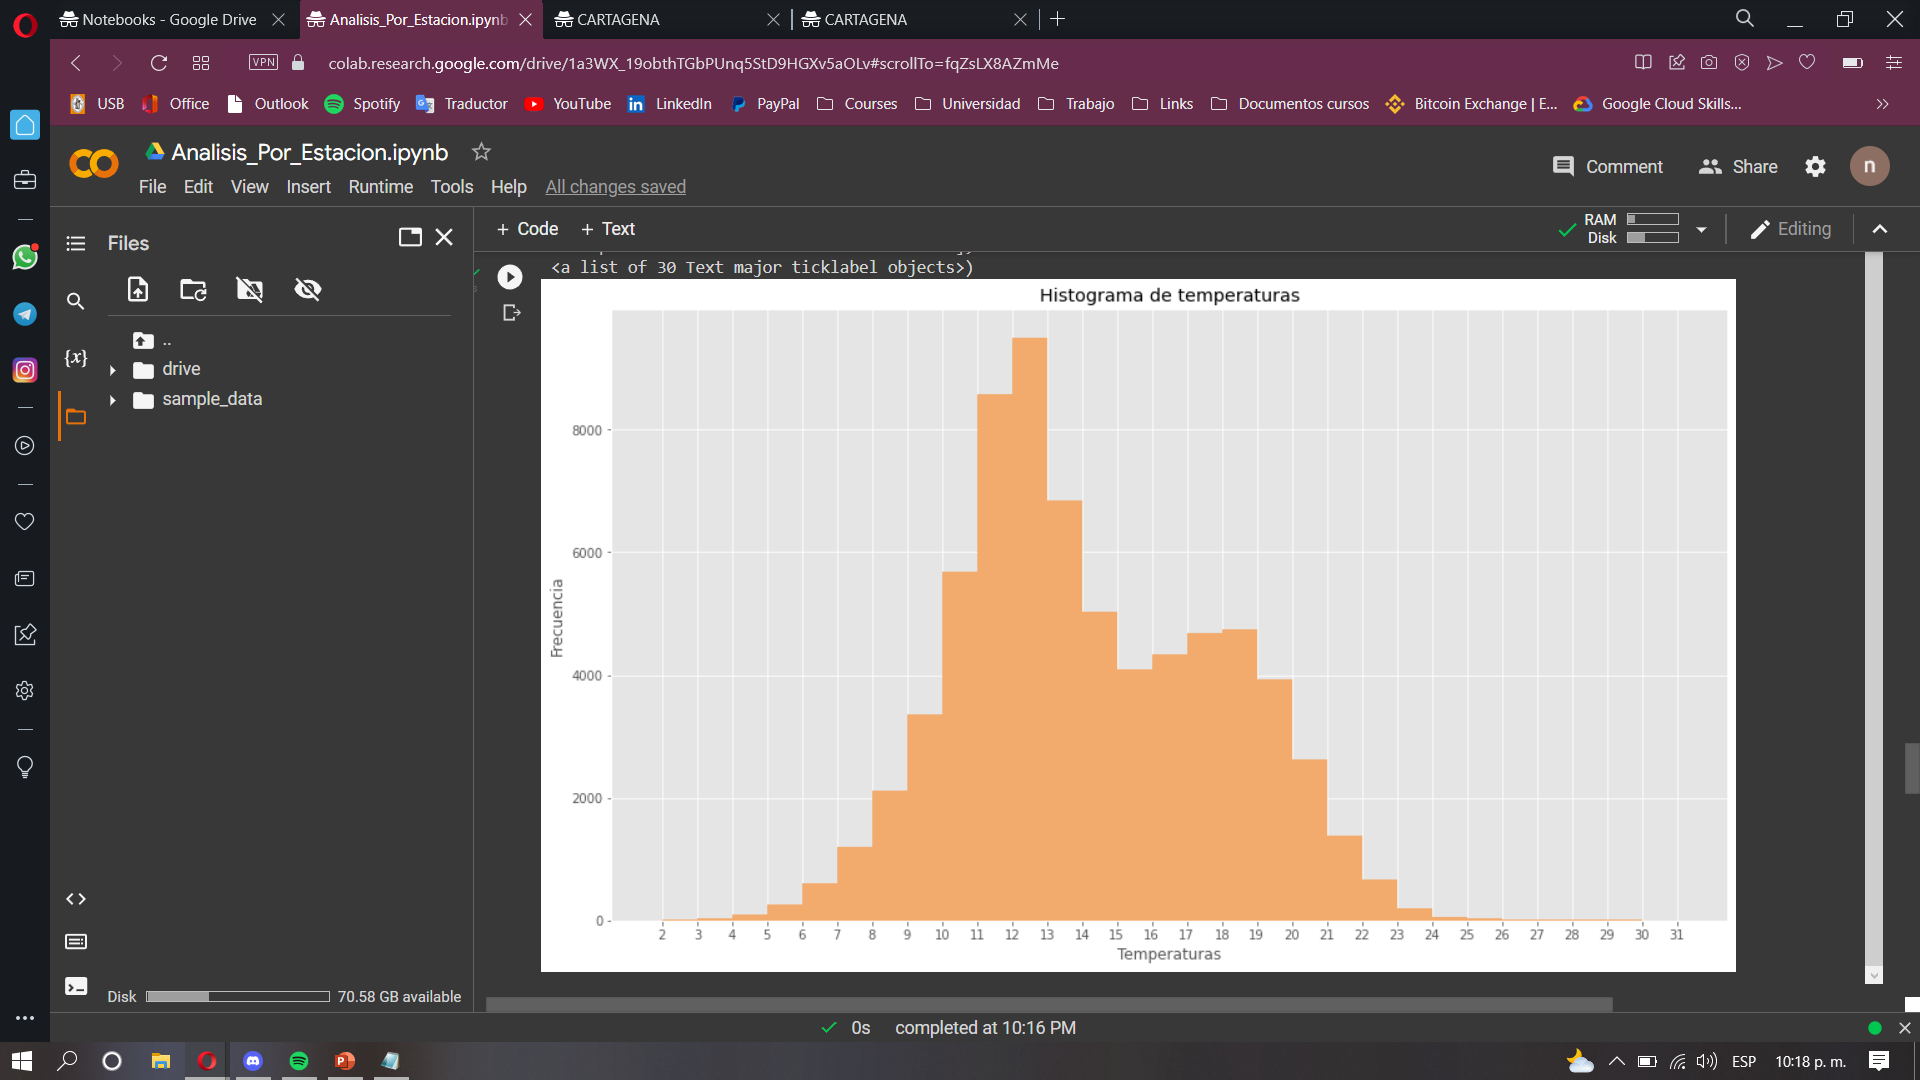 Notebooks - Google Drive
Analisis_Por_Estacion.ipynb
CARTAGENA
CARTAGENA
VPN
colab.research.google.com/drive/1a3WX_19obthTGbPUnq5StD9HGXv5aOLv#scrollTo=fqZsLX8AZmMe
USB Office Outlook Spotify Traductor YouTube LinkedIn PayPal Courses Universidad Trabajo Links Documentos cursos Bitcoin Exchange | E... Google Cloud Skills...
Analisis_Por_Estacion.ipynb
File Edit View Insert Runtime Tools Help All changes saved
Comment
Share
n
Files
..
drive
sample_data
Disk 70.58 GB available
+ Code + Text
RAM
Disk
Editing
<a list of 30 Text major ticklabel objects>)
Histograma de temperaturas
Frecuencia
8000
6000
4000
2000
0
2 3 4 5 6 7 8 9 10 11 12 13 14 15 16 17 18 19 20 21 22 23 24 25 26 27 28 29 30 31
Temperaturas
0s completed at 10:16 PM
ESP
10:18 p. m.